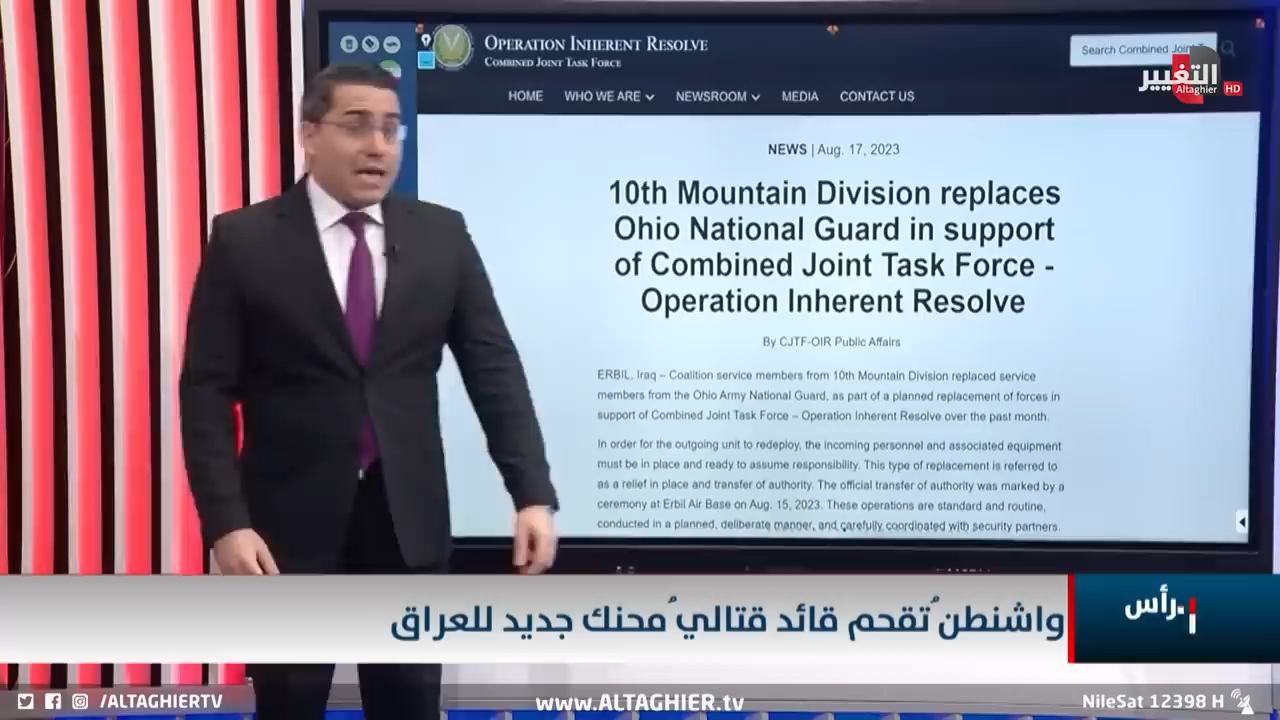 OPERATION INHERENT RESOLVE
COMBINED JOINT TASK FORCE
Search Combined Joint T
HOME WHO WE ARE NEWSROOM MEDIA CONTACT US
التغيير
Altaghier HD
NEWS | Aug. 17, 2023
10th Mountain Division replaces
Ohio National Guard in support
of Combined Joint Task Force -
Operation Inherent Resolve
By CJTF-OIR Public Affairs
ERBIL, Iraq – Coalition service members from 10th Mountain Division replaced service
members from the Ohio Army National Guard, as part of a planned replacement of forces in
support of Combined Joint Task Force – Operation Inherent Resolve over the past month.
In order for the outgoing unit to redeploy, the incoming personnel and associated equipment
must be in place and ready to assume responsibility. This type of replacement is referred to
as a relief in place and transfer of authority. The official transfer of authority was marked by a
ceremony at Erbil Air Base on Aug. 15, 2023. These operations are standard and routine,
conducted in a planned, deliberate manner, and carefully coordinated with security partners.
واشنطن ُتقحم قائد قتالي ُمحنك جديد للعراق
رأس
/ALTAGHIERTV
www.ALTAGHIER.tv
NileSat 12398 H